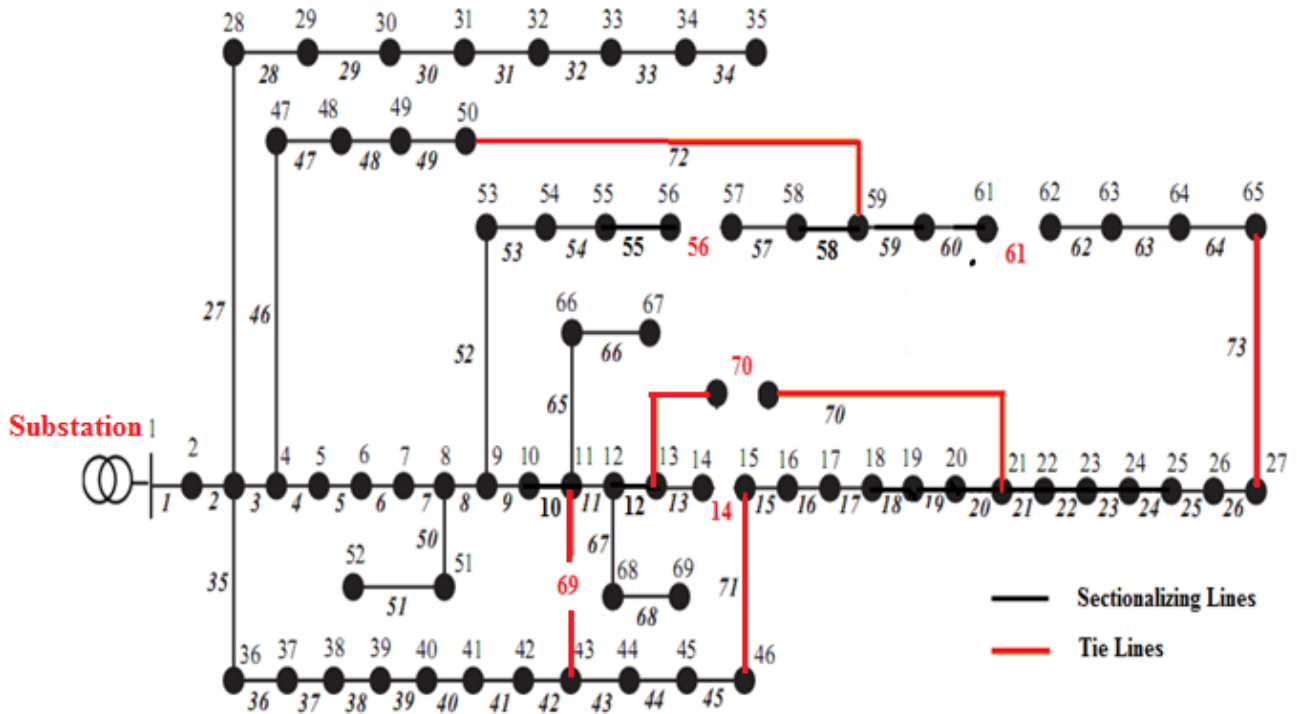 28 29 30 31 32 33 34 35
28 29 30 31 32 33 34
47 48 49 50
47 48 49 72
53 54 55 56 57 58 59 61 62 63 64 65
53 54 55 56 57 58 59 60 61 62 63 64
27 46
66 67
52 66 73
70
65 70
Substation 1
2 4 5 6 7 8 9 10 11 12 13 14 15 16 17 18 19 20 21 22 23 24 25 26 27
1 2 3 4 5 6 7 8 9 10 11 12 13 14 15 16 17 18 19 20 21 22 23 24 25 26
50 67
35 52 51 69 68 69 71
51 68
Sectionalizing Lines
Tie Lines
36 37 38 39 40 41 42 43 44 45 46
36 37 38 39 40 41 42 43 44 45